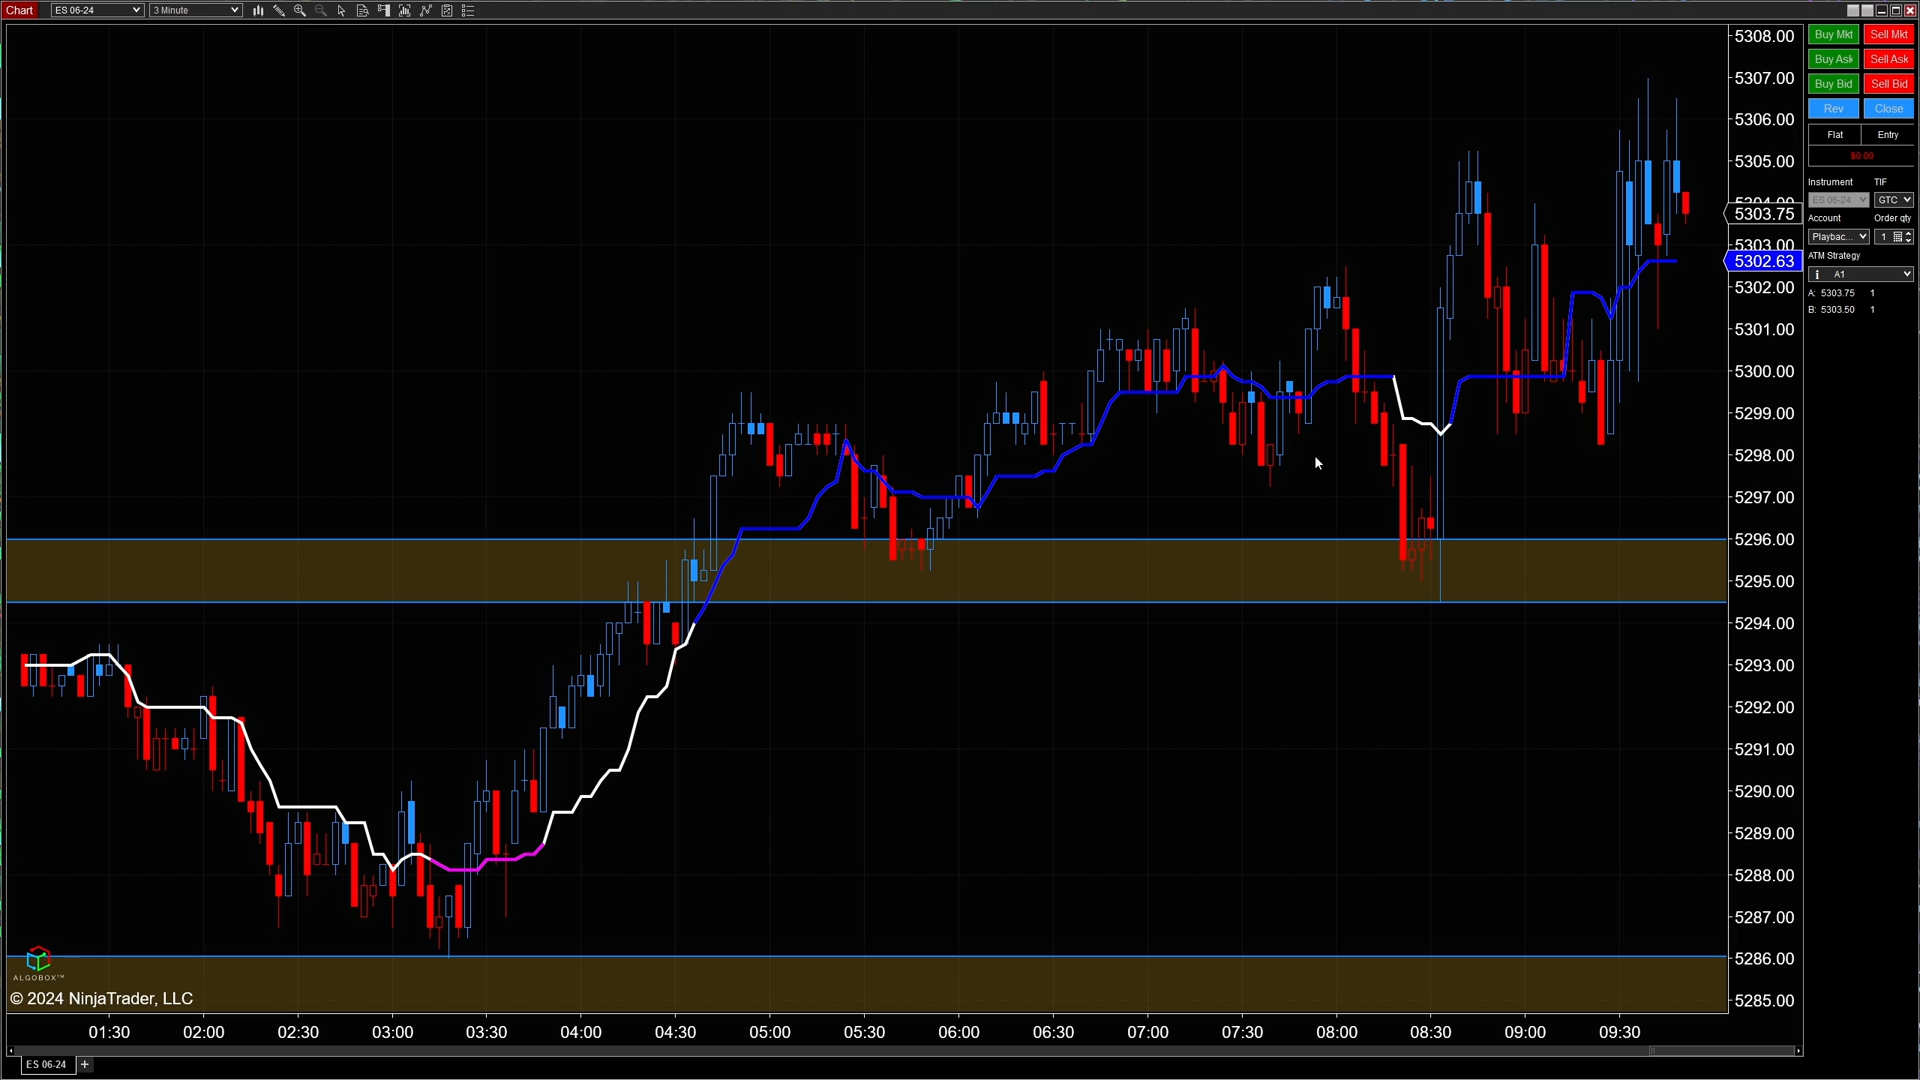 Chart ES 06-24 3 Minute
5308.00 Buy Mkt Sell Mkt
Buy Ask Sell Ask
5307.00 Buy Bid Sell Bid
Rev Close
5306.00
Flat Entry
5305.00 $0.00
Instrument TIF
5304.00 ES 06-24 GTC
5303.75 Account Order qty
5303.00 Playbac... 1
5302.63 ATM Strategy
A1
5302.00 A: 5303.75 1
B: 5303.50 1
5301.00
5300.00
5299.00
5298.00
5297.00
5296.00
5295.00
5294.00
5293.00
5292.00
5291.00
5290.00
5289.00
5288.00
5287.00
5286.00
ALGOBOX™
© 2024 NinjaTrader, LLC
5285.00
01:30 02:00 02:30 03:00 03:30 04:00 04:30 05:00 05:30 06:00 06:30 07:00 07:30 08:00 08:30 09:00 09:30
ES 06-24 +